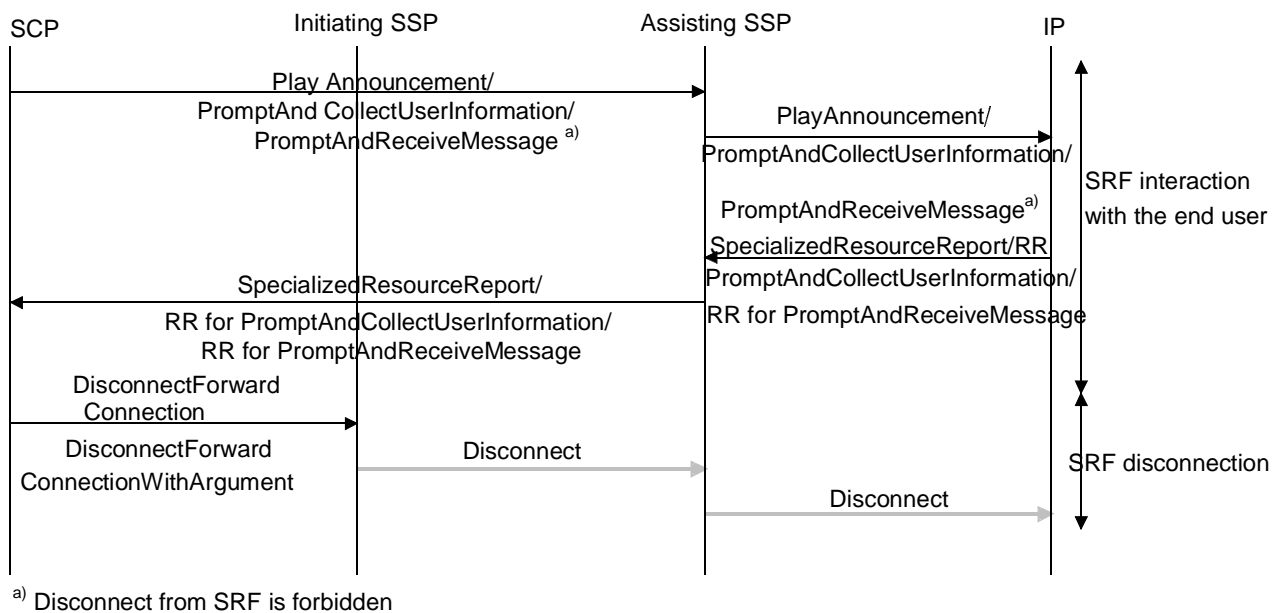 SCP
Initiating SSP
Assisting SSP
IP
Play Announcement/
PromptAnd CollectUserInformation/
PromptAndReceiveMessage a)
PlayAnnouncement/
PromptAndCollectUserInformation/
PromptAndReceiveMessage a)
SRF interaction
with the end user
SpecializedResourceReport/RR
PromptAndCollectUserInformation/
RR for PromptAndReceiveMessage
SpecializedResourceReport/
RR for PromptAndCollectUserInformation/
RR for PromptAndReceiveMessage
DisconnectForward
Connection
DisconnectForward
ConnectionWithArgument
Disconnect
Disconnect
SRF disconnection
a) Disconnect from SRF is forbidden